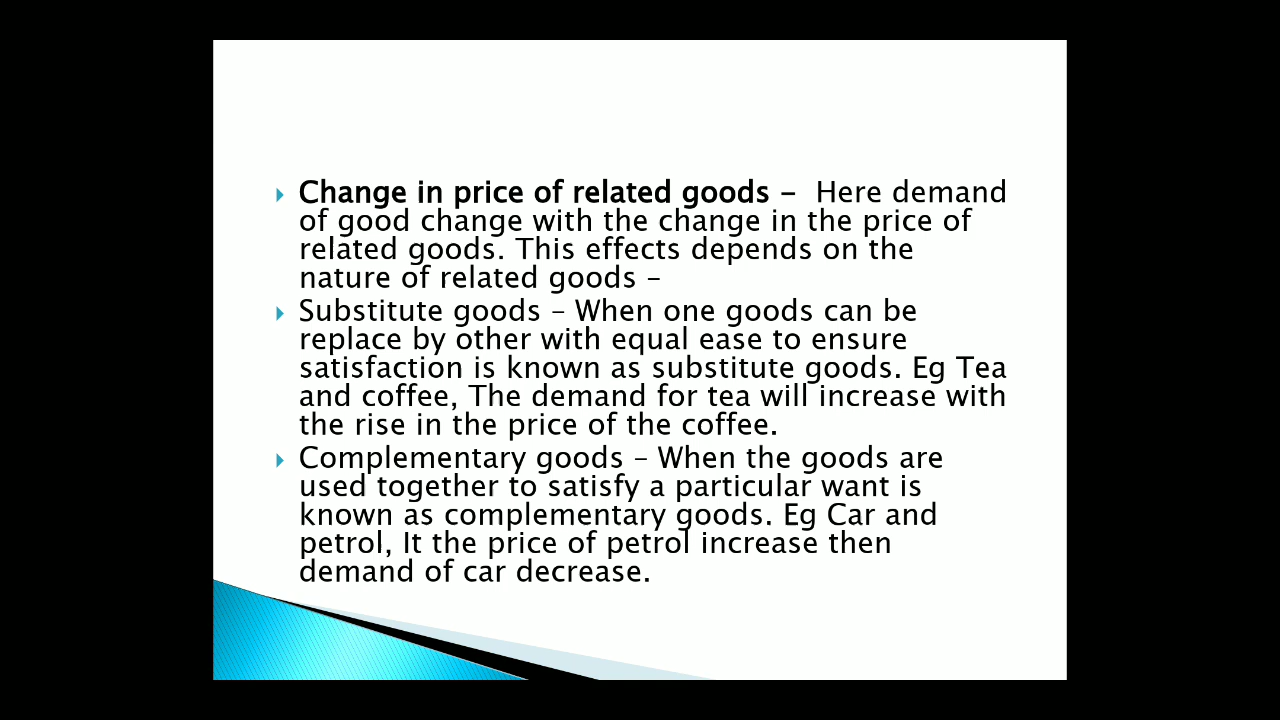 Change in price of related goods – Here demand
of good change with the change in the price of
related goods. This effects depends on the
nature of related goods –
Substitute goods – When one goods can be
replace by other with equal ease to ensure
satisfaction is known as substitute goods. Eg Tea
and coffee, The demand for tea will increase with
the rise in the price of the coffee.
Complementary goods – When the goods are
used together to satisfy a particular want is
known as complementary goods. Eg Car and
petrol, It the price of petrol increase then
demand of car decrease.